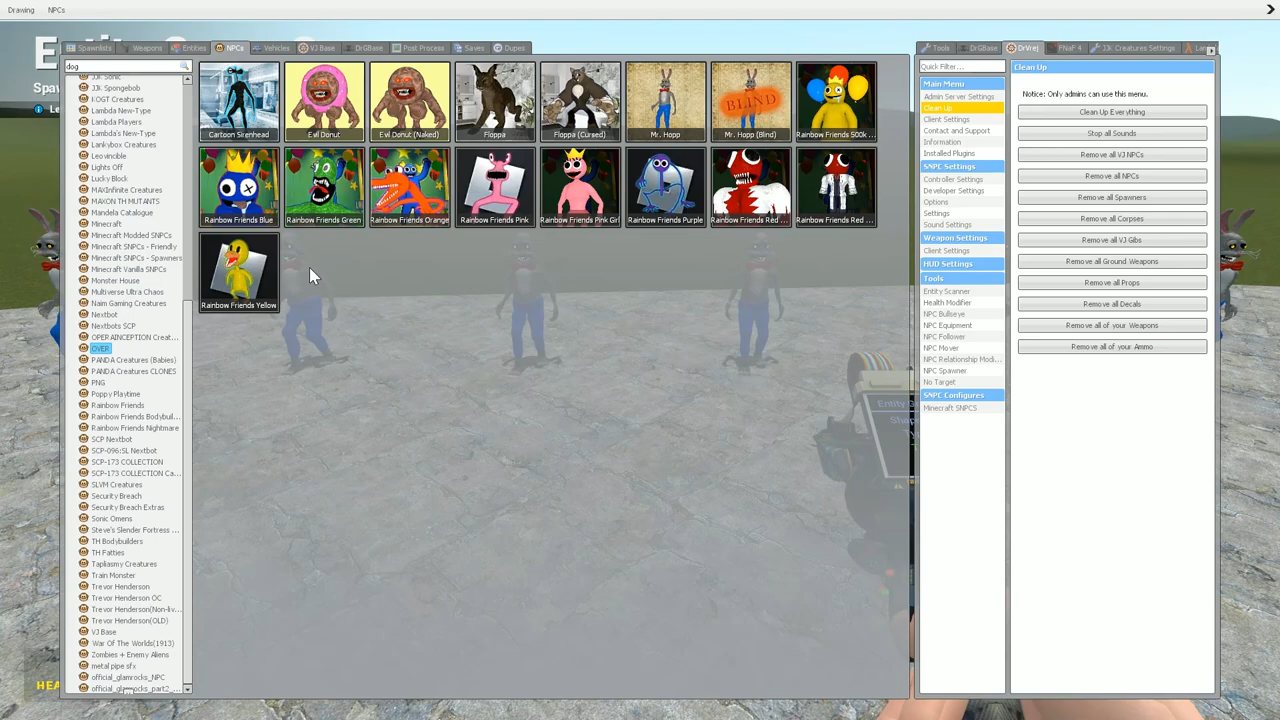 Drawing NPCs
Spawnlists Weapons Entities NPCs Vehicles VJ Base DrGBase Post Process Saves Dupes
dog
JJK Sonic
JJK Spongebob
KOGT Creatures
Lambda New-Type
Lambda Players
Lambda's New-Type
Lankybox Creatures
Leovincible
Lights Off
Lucky Block
MAXInfinite Creatures
MAXON TH MUTANTS
Mandela Catalogue
Minecraft
Minecraft Modded SNPCs
Minecraft SNPCs - Friendly
Minecraft SNPCs - Spawners
Minecraft Vanilla SNPCs
Monster House
Multiverse Ultra Chaos
Naim Gaming Creatures
Nextbot
Nextbots SCP
OPERAINCEPTION Creat...
OVER
PANDA Creatures (Babies)
PANDA Creatures CLONES
PNG
Poppy Playtime
Rainbow Friends
Rainbow Friends Bodybuil...
Rainbow Friends Nightmare
SCP Nextbot
SCP-096:SL Nextbot
SCP-173 COLLECTION
SCP-173 COLLECTION Ca...
SLVM Creatures
Security Breach
Security Breach Extras
Sonic Omens
Steve's Slender Fortress ...
TH Bodybuilders
TH Fatties
Tapliasmy Creatures
Train Monster
Trevor Henderson
Trevor Henderson OC
Trevor Henderson(Non-liv...
Trevor Henderson(OLD)
VJ Base
War Of The Worlds(1913)
Zombies + Enemy Aliens
metal pipe sfx
official_glamrocks_NPC
official_glamrocks_part2_...
Cartoon Sirenhead
Evil Donut
Evil Donut (Naked)
Floppa
Floppa (Cursed)
Mr. Hopp
BLIND
Mr. Hopp (Blind)
Rainbow Friends 500k ...
Rainbow Friends Blue
Rainbow Friends Green
Rainbow Friends Orange
Rainbow Friends Pink
Rainbow Friends Pink Girl
Rainbow Friends Purple
Rainbow Friends Red ...
Rainbow Friends Red ...
Rainbow Friends Yellow
Tools DrGBase DrVrej FNaF 4 JJk Creatures Settings
Quick Filter...
Main Menu
Admin Server Settings
Clean Up
Client Settings
Contact and Support
Information
Installed Plugins
SNPC Settings
Controller Settings
Developer Settings
Options
Settings
Sound Settings
Weapon Settings
Client Settings
HUD Settings
Tools
Entity Scanner
Health Modifier
NPC Bullseye
NPC Equipment
NPC Follower
NPC Mover
NPC Relationship Modi...
NPC Spawner
No Target
SNPC Configures
Minecraft SNPCS
Clean Up
Notice: Only admins can use this menu.
Clean Up Everything
Stop all Sounds
Remove all VJ NPCs
Remove all NPCs
Remove all Spawners
Remove all Corpses
Remove all VJ Gibs
Remove all Ground Weapons
Remove all Props
Remove all Decals
Remove all of your Weapons
Remove all of your Ammo